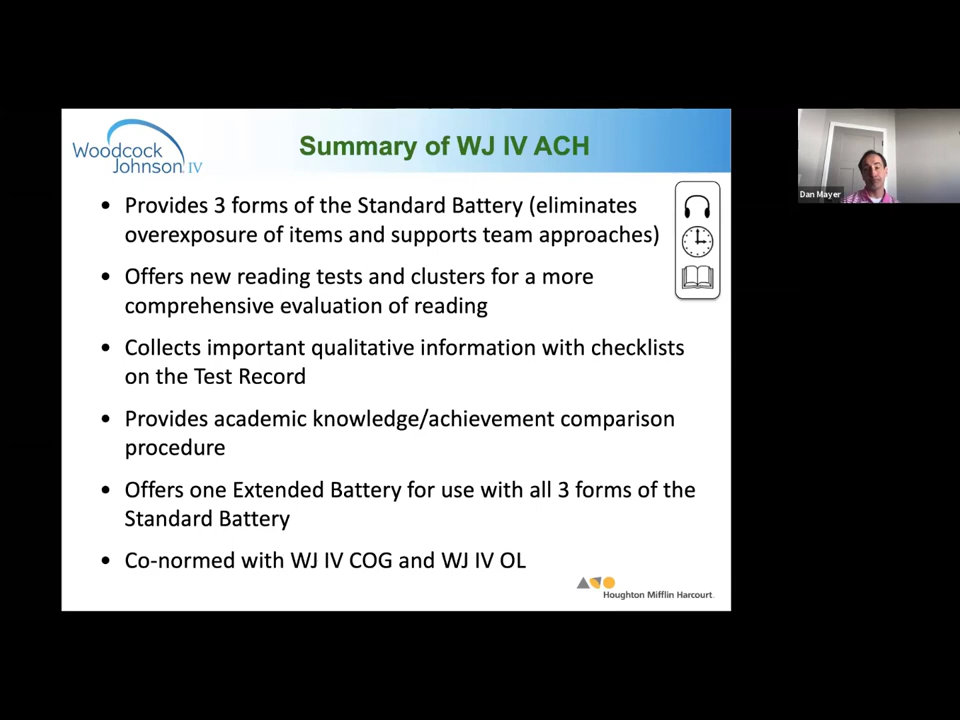 Woodcock
Johnson IV
Summary of WJ IV ACH
• Provides 3 forms of the Standard Battery (eliminates
overexposure of items and supports team approaches)
• Offers new reading tests and clusters for a more
comprehensive evaluation of reading
• Collects important qualitative information with checklists
on the Test Record
• Provides academic knowledge/achievement comparison
procedure
• Offers one Extended Battery for use with all 3 forms of the
Standard Battery
• Co-normed with WJ IV COG and WJ IV OL
Houghton Mifflin Harcourt
Dan Mayer